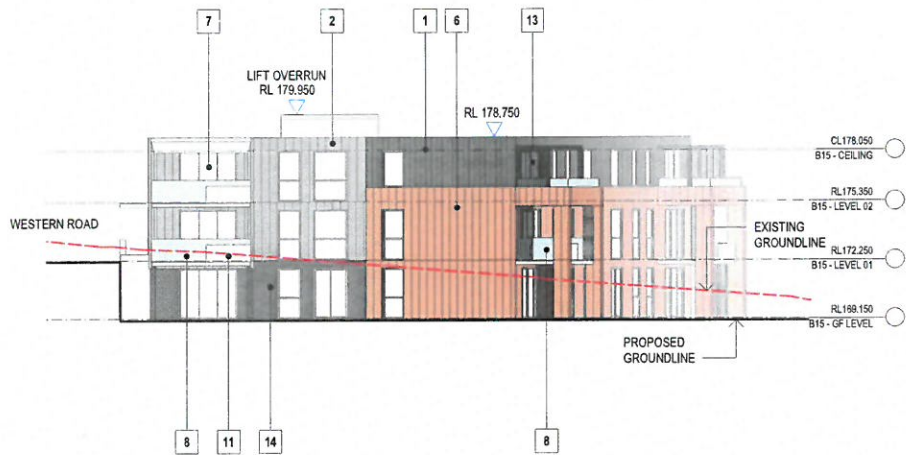 7
2
1
6
13
LIFT OVERRUN
RL 179.950
RL 178.750
CL178.050
B15 - CEILING
RL175.350
B15 - LEVEL 02
WESTERN ROAD
EXISTING
GROUNDLINE
RL172.250
B15 - LEVEL 01
RL169.150
B15 - GF LEVEL
PROPOSED
GROUNDLINE
8
11
14
8